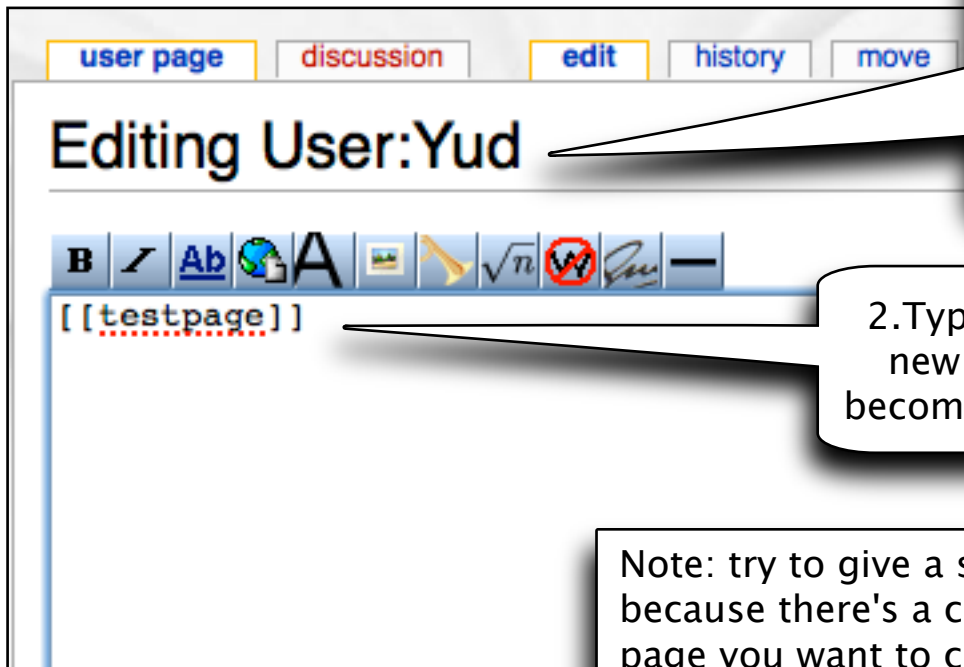 user page discussion edit history move
Editing User:Yud
B I Ab A √n W
[[testpage]]
2.Typ
new
becom
Note: try to give a s
because there's a c
page you want to c